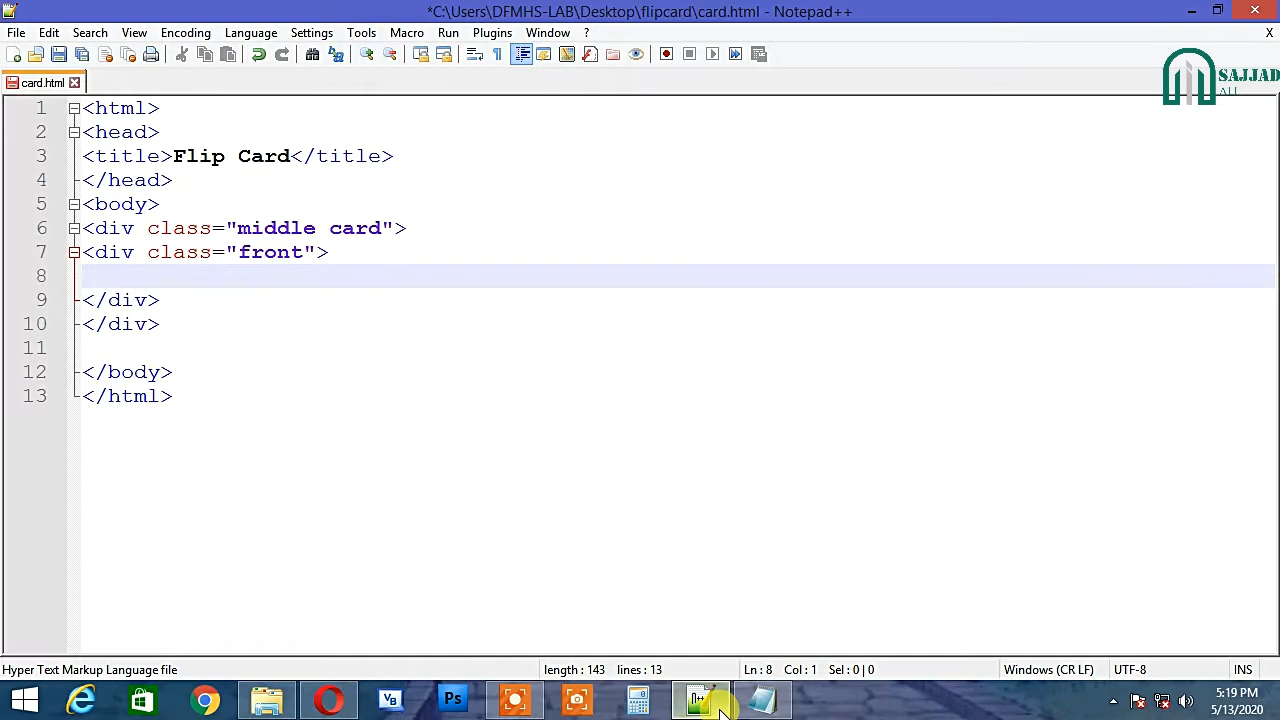 *C:\Users\DFMHS-LAB\Desktop\flipcard\card.html - Notepad++
File Edit Search View Encoding Language Settings Tools Macro Run Plugins Window ? X
SAJJAD
ALI
card.html
1 <html>
2 <head>
3 <title>Flip Card</title>
4 </head>
5 <body>
6 <div class="middle card">
7 <div class="front">
8
9 </div>
10 </div>
11
12 </body>
13 </html>
Hyper Text Markup Language file length : 143 lines : 13 Ln : 8 Col : 1 Sel : 0 | 0 Windows (CR LF) UTF-8 INS
Ps
5:19 PM
5/13/2020